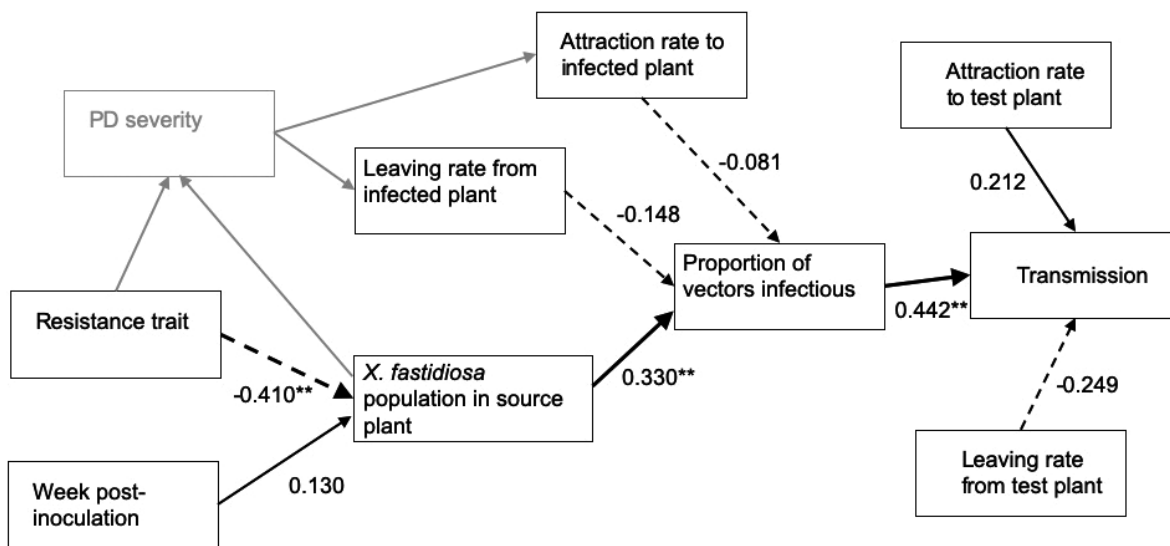 Attraction rate to
infected plant
Attraction rate
to test plant
PD severity
Leaving rate from
infected plant
-0.081
0.212
-0.148
Proportion of
vectors infectious
Transmission
0.442**
Resistance trait
-0.410**
X. fastidiosa
population in source
plant
0.330**
-0.249
Week post-
inoculation
0.130
Leaving rate
from test plant